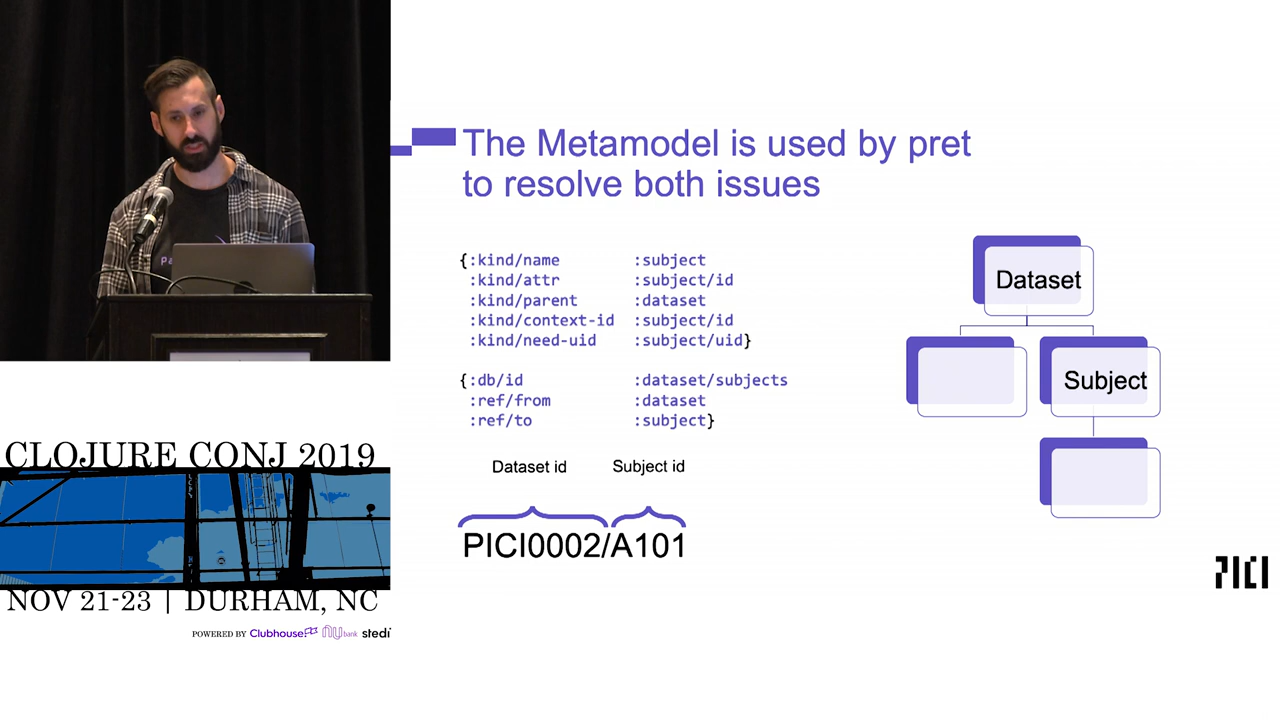 The Metamodel is used by pret
to resolve both issues
{:kind/name :subject
:kind/attr :subject/id
:kind/parent :dataset
:kind/context-id :subject/id
:kind/need-uid :subject/uid}
{:db/id :dataset/subjects
:ref/from :dataset
:ref/to :subject}
Dataset id Subject id
PICI0002/A101
Dataset
Subject
PICI
CLOJURE CONJ 2019
NOV 21-23 | DURHAM, NC
POWERED BY Clubhouse nu bank stedi